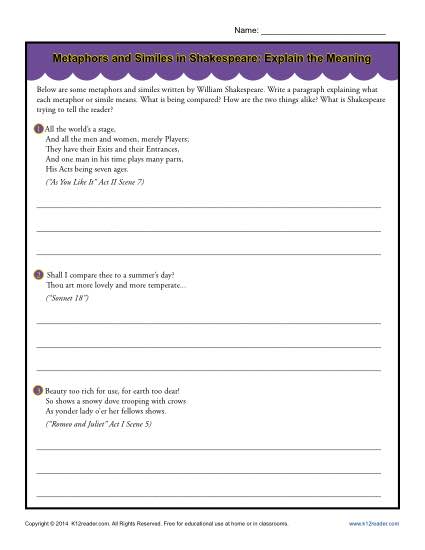 Name:
Metaphors and Similes in Shakespeare: Explain the Meaning
Below are some metaphors and similes written by William Shakespeare. Write a paragraph explaining what
each metaphor or simile means. What is being compared? How are the two things alike? What is Shakespeare
trying to tell the reader?
1 All the world's a stage,
And all the men and women, merely Players;
They have their Exits and their Entrances,
And one man in his time plays many parts,
His Acts being seven ages.
("As You Like It" Act II Scene 7)
2 Shall I compare thee to a summer's day?
Thou art more lovely and more temperate...
("Sonnet 18")
3 Beauty too rich for use, for earth too dear!
So shows a snowy dove trooping with crows
As yonder lady o'er her fellows shows.
("Romeo and Juliet" Act I Scene 5)
Copyright © 2014 K12reader.com. All Rights Reserved. Free for educational use at home or in classrooms. www.k12reader.com